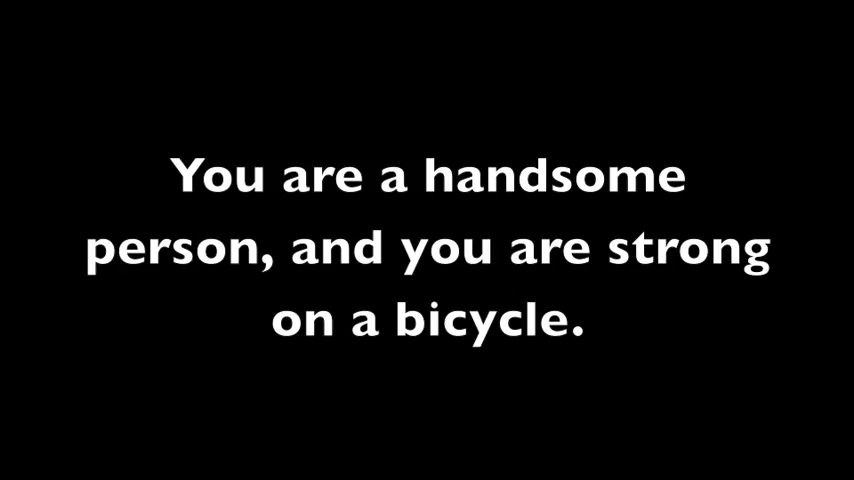 You are a handsome
person, and you are strong
on a bicycle.